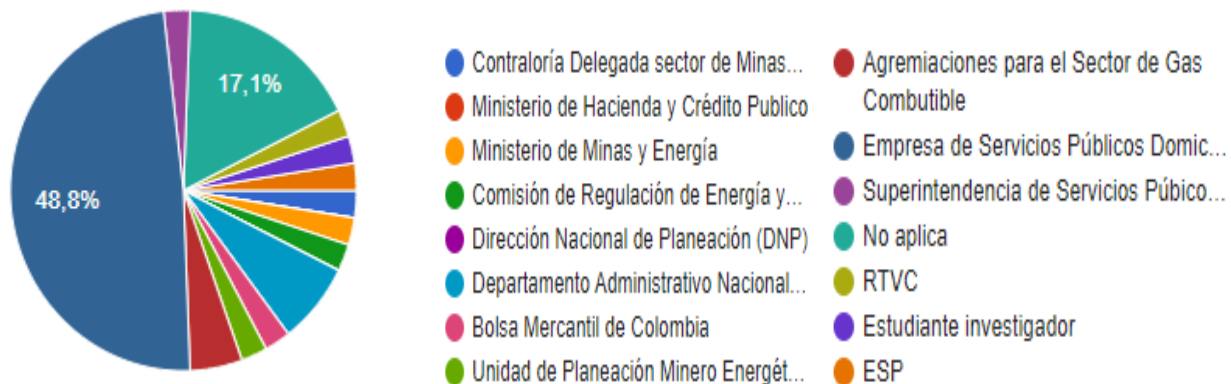 17,1%
48,8%
Contraloría Delegada sector de Minas...
Ministerio de Hacienda y Crédito Publico
Ministerio de Minas y Energía
Comisión de Regulación de Energía y...
Dirección Nacional de Planeación (DNP)
Departamento Administrativo Nacional...
Bolsa Mercantil de Colombia
Unidad de Planeación Minero Energét...
Agremiaciones para el Sector de Gas
Combutible
Empresa de Servicios Públicos Domic...
Superintendencia de Servicios Púbico...
No aplica
RTVC
Estudiante investigador
ESP